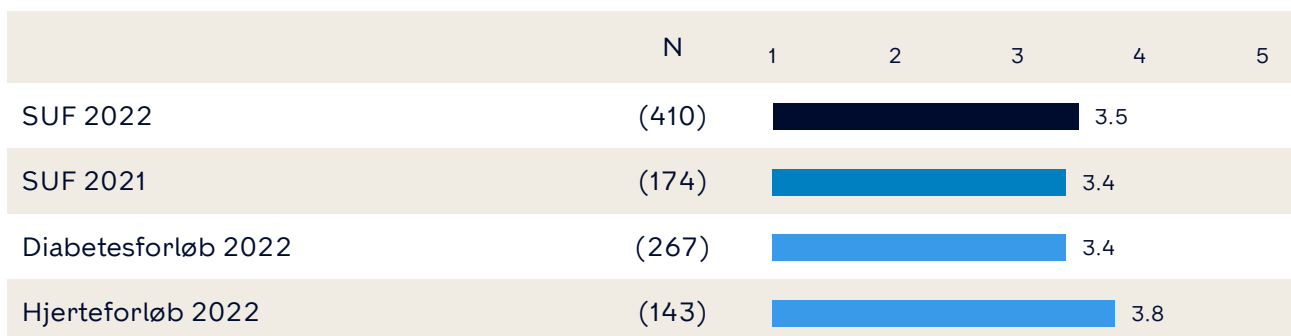 N 1 2 3 4 5
SUF 2022 (410) 3.5
SUF 2021 (174) 3.4
Diabetesforløb 2022 (267) 3.4
Hjerteforløb 2022 (143) 3.8